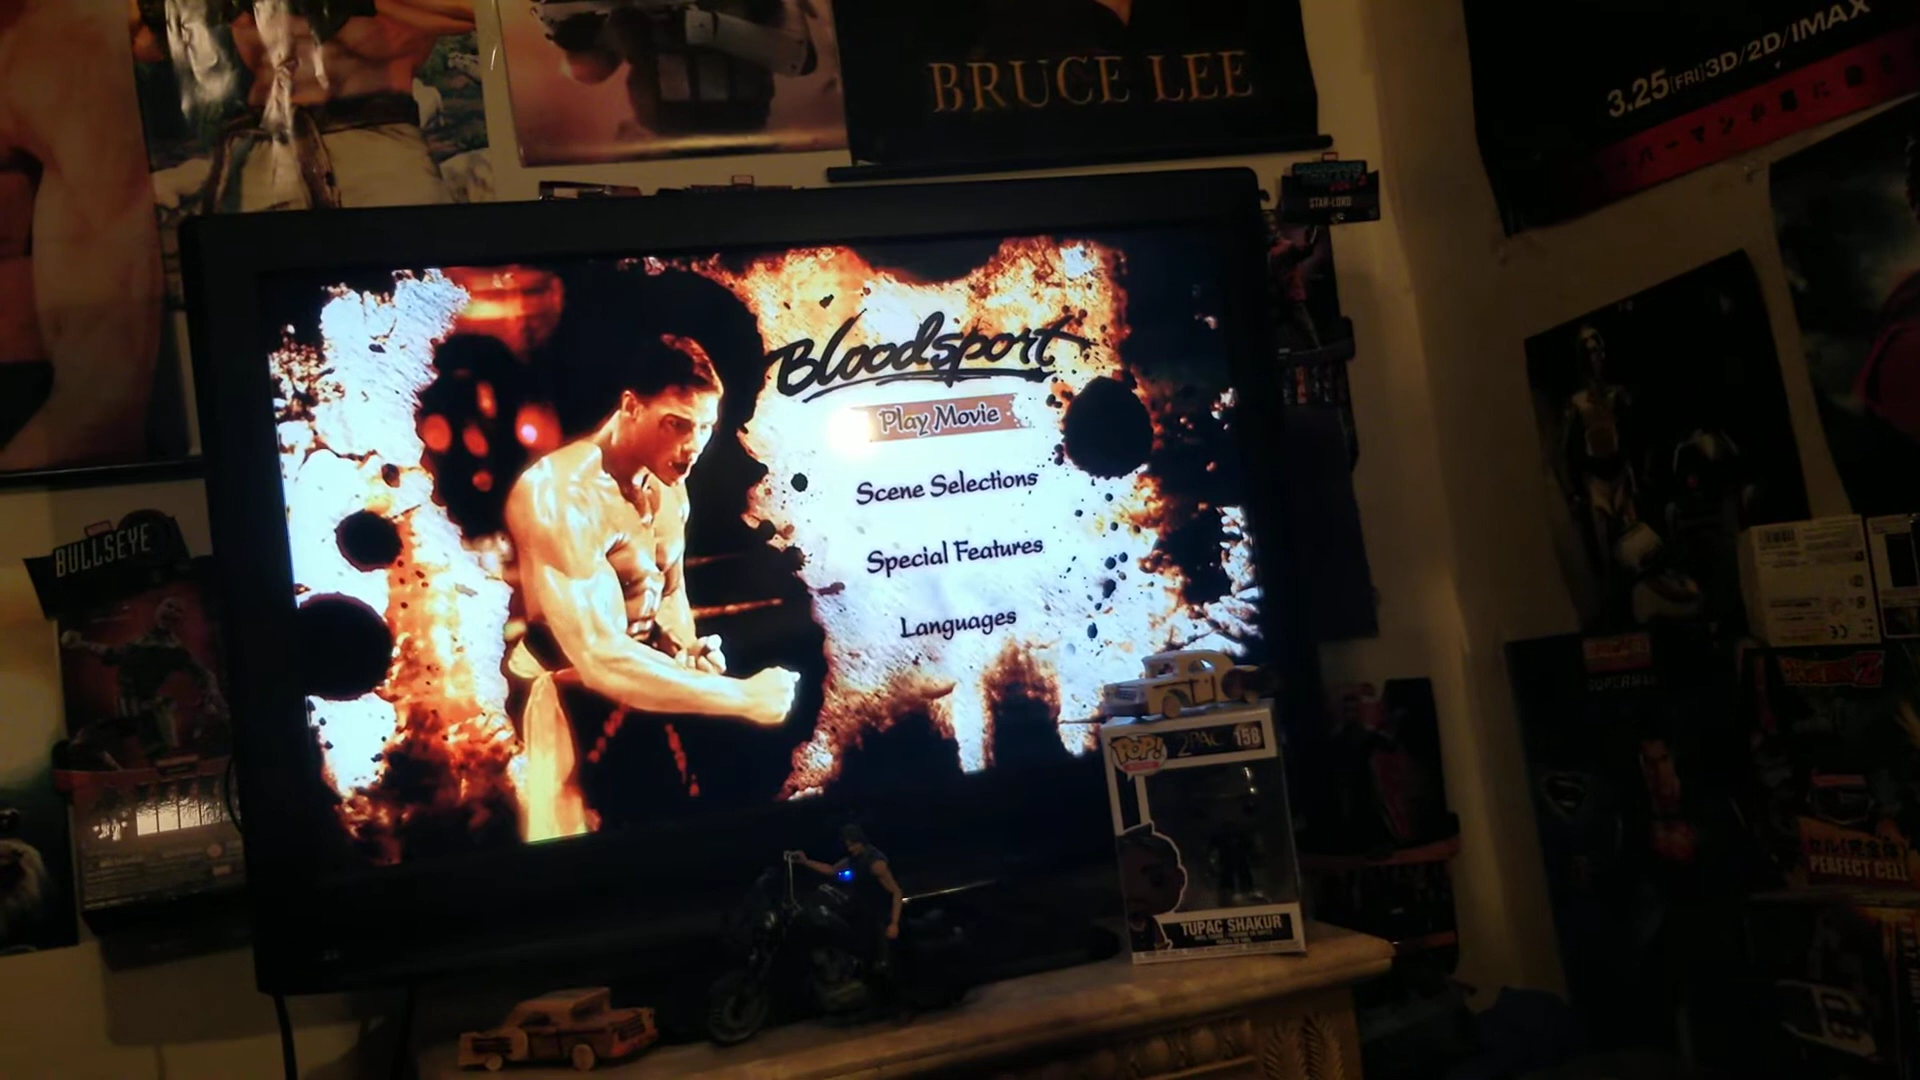 BRUCE LEE
3.25[FRI]3D/2D/IMAX
STAR-LORD
Bloodsport
Play Movie
Scene Selections
Special Features
Languages
BULLSEYE
POP!
2PAC 158
TUPAC SHAKUR
SUPERMAN
PERFECT CELL